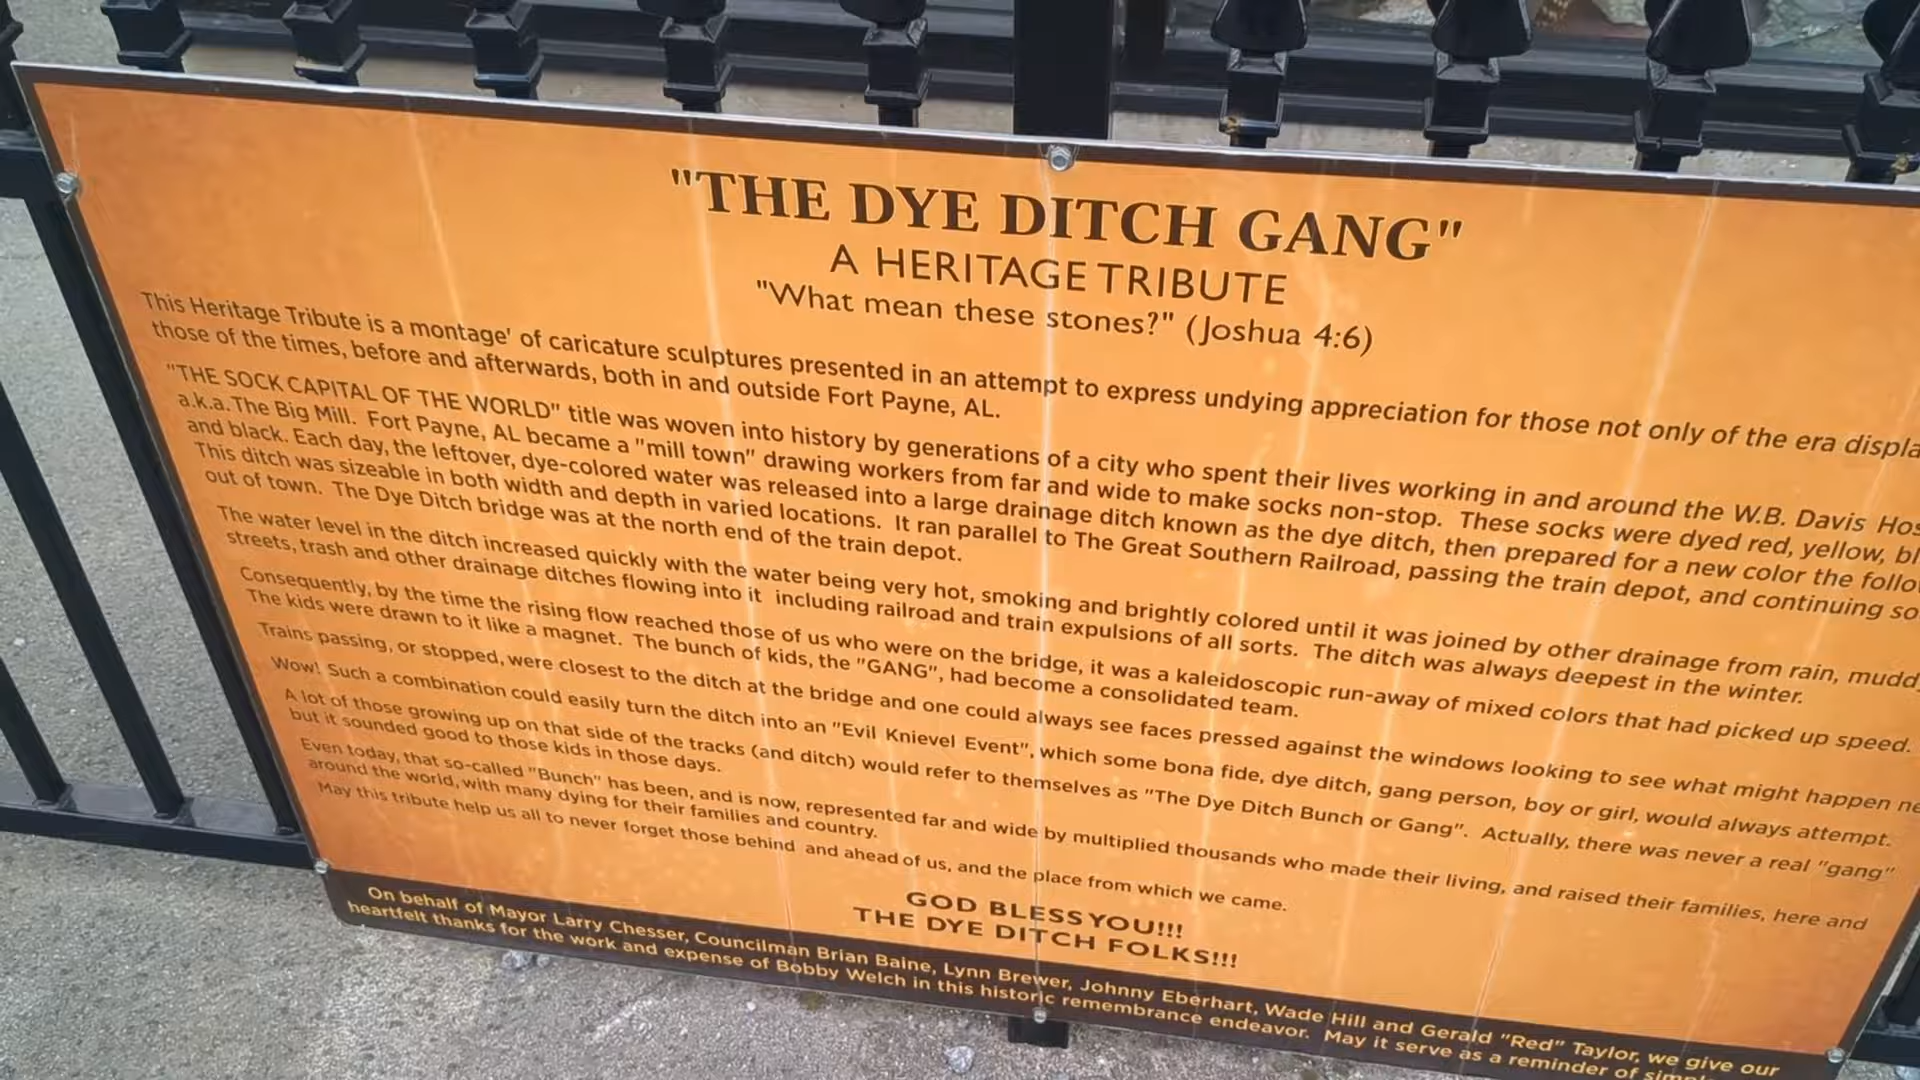 "THE DYE DITCH GANG"
A HERITAGE TRIBUTE
"What mean these stones?" (Joshua 4:6)
This Heritage Tribute is a montage' of caricature sculptures presented in an attempt to express undying appreciation for those not only of the era
those of the times, before and afterwards, both in and outside Fort Payne, AL.
"THE SOCK CAPITAL OF THE WORLD" title was woven into history by generations of a city who spent their lives working in and around the W.B. Davis
a.k.a. The Big Mill. Fort Payne, AL became a "mill town" drawing workers from far and wide to make socks non-stop. These socks were dyed red, yellow,
and black. Each day, the leftover, dye-colored water was released into a large drainage ditch known as the dye ditch, then prepared for a new color the
This ditch was sizeable in both width and depth in varied locations. It ran parallel to The Great Southern Railroad, passing the train depot, and continuing
out of town. The Dye Ditch bridge was at the north end of the train depot.
The water level in the ditch increased quickly with the water being very hot, smoking and brightly colored until it was joined by other drainage from rain,
streets, trash and other drainage ditches flowing into it including railroad and train expulsions of all sorts. The ditch was always deepest in the winter.
Consequently, by the time the rising flow reached those of us who were on the bridge, it was a kaleidoscopic run-away of mixed colors that had picked up speed.
The kids were drawn to it like a magnet. The bunch of kids, the "GANG", had become a consolidated team.
Trains passing, or stopped, were closest to the ditch at the bridge and one could always see faces pressed against the windows looking to see what might happen
Wow! Such a combination could easily turn the ditch into an "Evil Knievel Event", which some bona fide, dye ditch, gang person, boy or girl, would always attempt.
A lot of those growing up on that side of the tracks (and ditch) would refer to themselves as "The Dye Ditch Bunch or Gang". Actually, there was never a real "gang"
but it sounded good to those kids in those days.
Even today, that so-called "Bunch" has been, and is now, represented far and wide by multiplied thousands who made their living, and raised their families, here and
around the world, with many dying for their families and country.
May this tribute help us all to never forget those behind and ahead of us, and the place from which we came.
GOD BLESS YOU!!!
THE DYE DITCH FOLKS!!!
On behalf of Mayor Larry Chesser, Councilman Brian Baine, Lynn Brewer, Johnny Eberhart, Wade Hill and Gerald "Red" Taylor, we give our
heartfelt thanks for the work and expense of Bobby Welch in this historic remembrance endeavor. May it serve as a reminder of